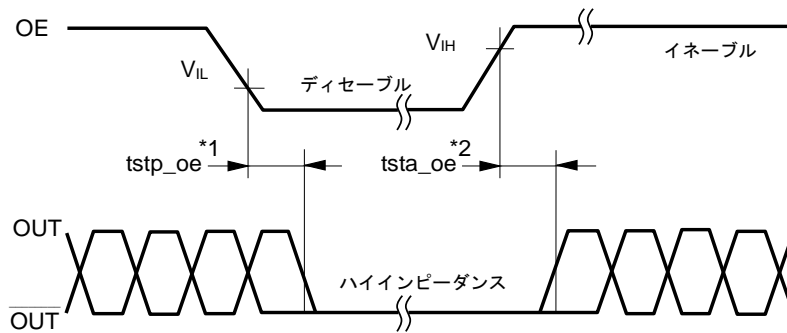 OE
VIL
ディセーブル
VIH
イネーブル
tstp_oe*1
tsta_oe*2
OUT
ハイインピーダンス
OUT